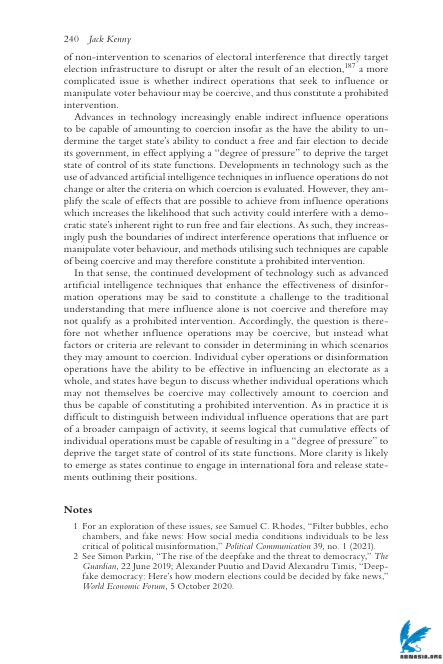 240 Jack Kenny
of non-intervention to scenarios of electoral interference that directly target
election infrastructure to disrupt or alter the result of an election,187 a more
complicated issue is whether indirect operations that seek to influence or
manipulate voter behaviour may be coercive, and thus constitute a prohibited
intervention.
Advances in technology increasingly enable indirect influence operations
to be capable of amounting to coercion insofar as the have the ability to un-
dermine the target state's ability to conduct a free and fair election to decide
its government, in effect applying a "degree of pressure" to deprive the target
state of control of its state functions. Developments in technology such as the
use of advanced artificial intelligence techniques in influence operations do not
change or alter the criteria on which coercion is evaluated. However, they am-
plify the scale of effects that are possible to achieve from influence operations
which increases the likelihood that such activity could interfere with a demo-
cratic state's inherent right to run free and fair elections. As such, they increas-
ingly push the boundaries of indirect interference operations that influence or
manipulate voter behaviour, and methods utilising such techniques are capable
of being coercive and may therefore constitute a prohibited intervention.
In that sense, the continued development of technology such as advanced
artificial intelligence techniques that enhance the effectiveness of disinfor-
mation operations may be said to constitute a challenge to the traditional
understanding that mere influence alone is not coercive and therefore may
not qualify as a prohibited intervention. Accordingly, the question is there-
fore not whether influence operations may be coercive, but instead what
factors or criteria are relevant to consider in determining in which scenarios
they may amount to coercion. Individual cyber operations or disinformation
operations have the ability to be effective in influencing an electorate as a
whole, and states have begun to discuss whether individual operations which
may not themselves be coercive may collectively amount to coercion and
thus be capable of constituting a prohibited intervention. As in practice it is
difficult to distinguish between individual influence operations that are part
of a broader campaign of activity, it seems logical that cumulative effects of
individual operations must be capable of resulting in a "degree of pressure" to
deprive the target state of control of its state functions. More clarity is likely
to emerge as states continue to engage in international fora and release state-
ments outlining their positions.
Notes
1 For an exploration of these issues, see Samuel C. Rhodes, "Filter bubbles, echo
chambers, and fake news: How social media conditions individuals to be less
critical of political misinformation," Political Communication 39, no. 1 (2021).
2 See Simon Parkin, "The rise of the deepfake and the threat to democracy," The
Guardian, 22 June 2019; Alexander Puutio and David Alexandru Timis, "Deep-
fake democracy: Here's how modern elections could be decided by fake news,"
World Economic Forum, 5 October 2020.